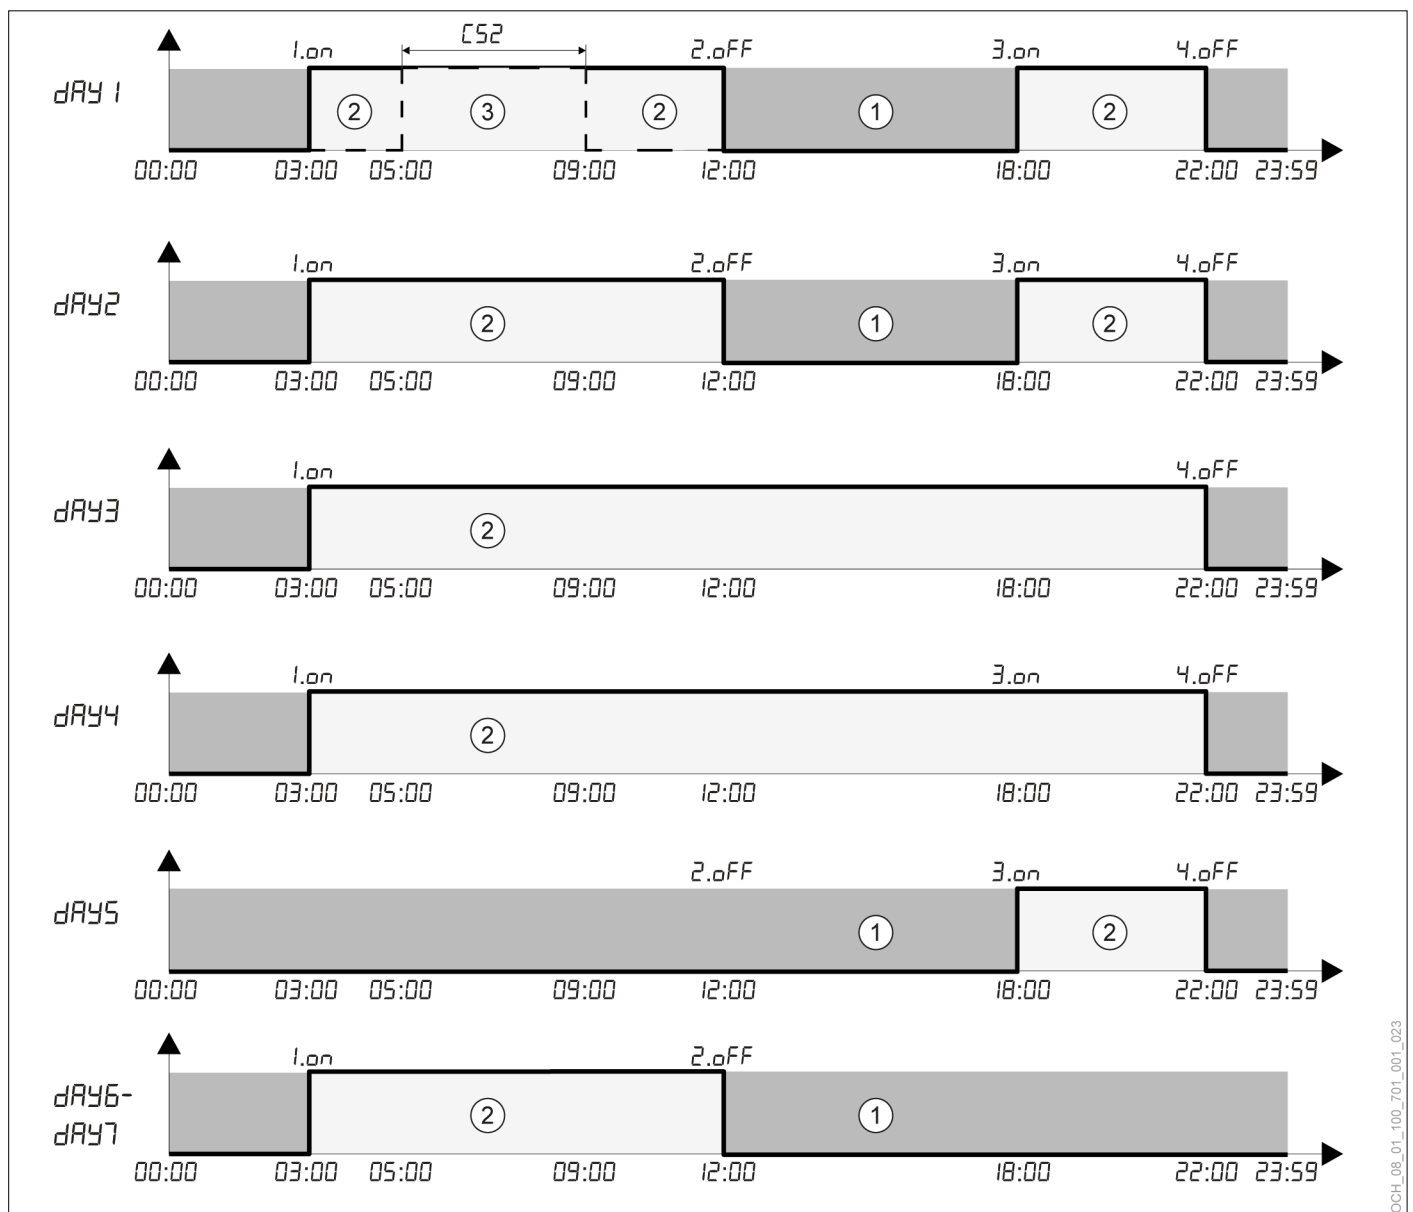 CS2
1.on 2.oFF 3.on 4.oFF
dAY1
2 3 2 1 2
00:00 03:00 05:00 09:00 12:00 18:00 22:00 23:59
1.on 2.oFF 3.on 4.oFF
dAY2
2 1 2
00:00 03:00 05:00 09:00 12:00 18:00 22:00 23:59
1.on 4.oFF
dAY3
2
00:00 03:00 05:00 09:00 12:00 18:00 22:00 23:59
1.on 3.on 4.oFF
dAY4
2
00:00 03:00 05:00 09:00 12:00 18:00 22:00 23:59
2.oFF 3.on 4.oFF
dAY5
1 2
00:00 03:00 05:00 09:00 12:00 18:00 22:00 23:59
1.on 2.oFF
dAY6-
dAY7
2 1
00:00 03:00 05:00 09:00 12:00 18:00 22:00 23:59
OCH_08_01_100_701_001_023